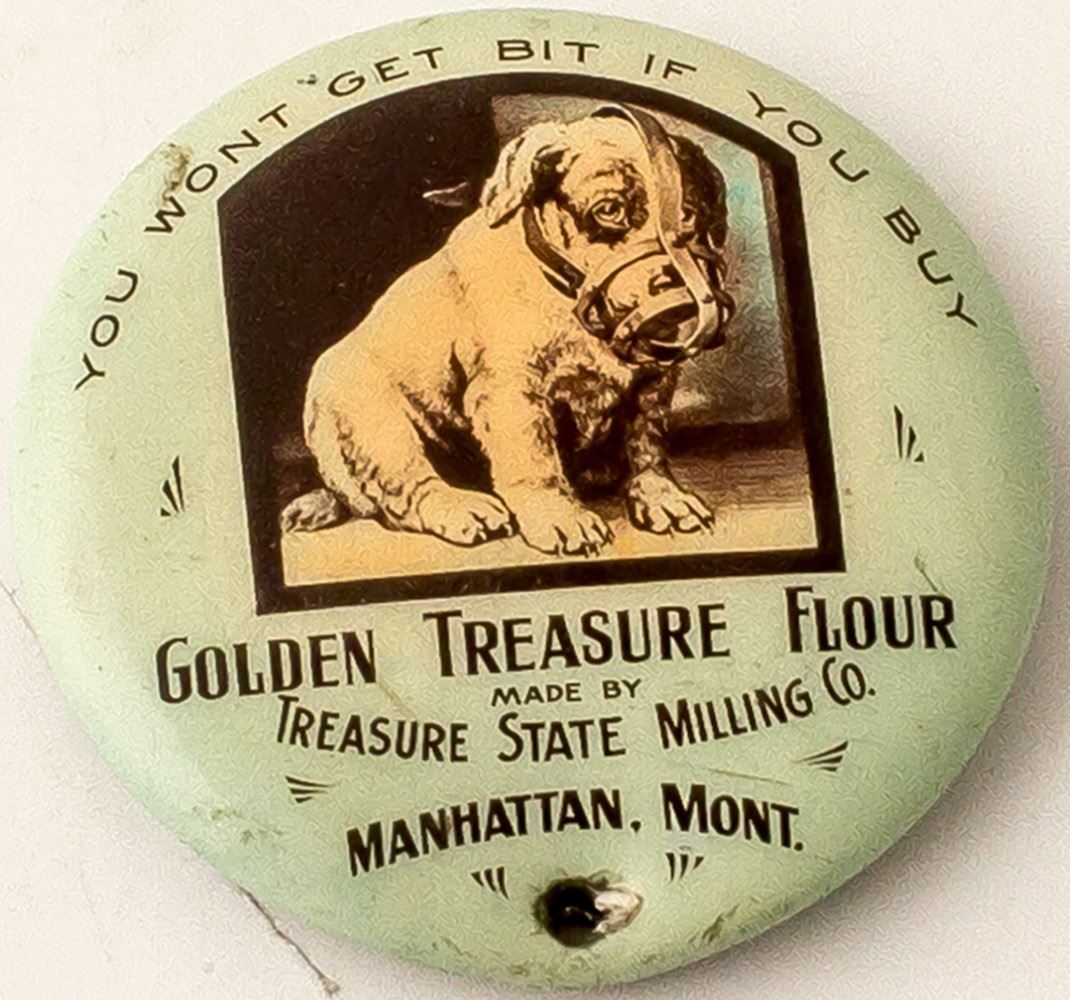 YOU WONT GET BIT IF YOU BUY
GOLDEN TREASURE FLOUR
MADE BY
TREASURE STATE MILLING CO.
MANHATTAN, MONT.